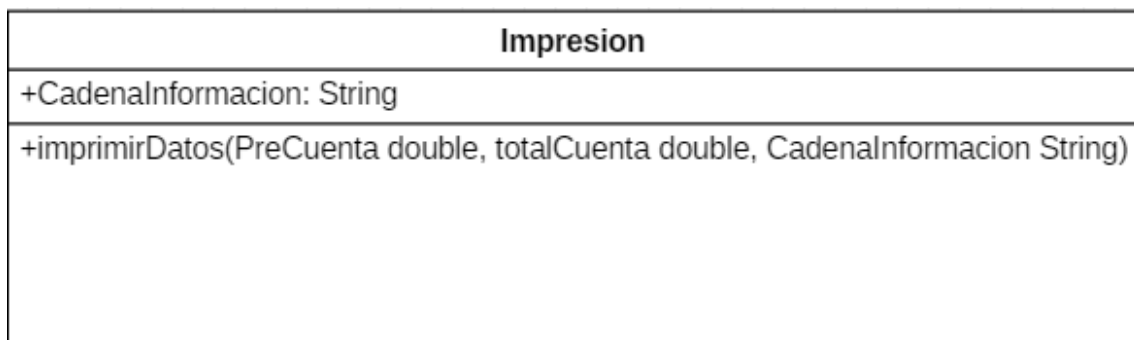 Impresion
+CadenaInformacion: String
+imprimirDatos(PreCuenta double, totalCuenta double, CadenaInformacion String)